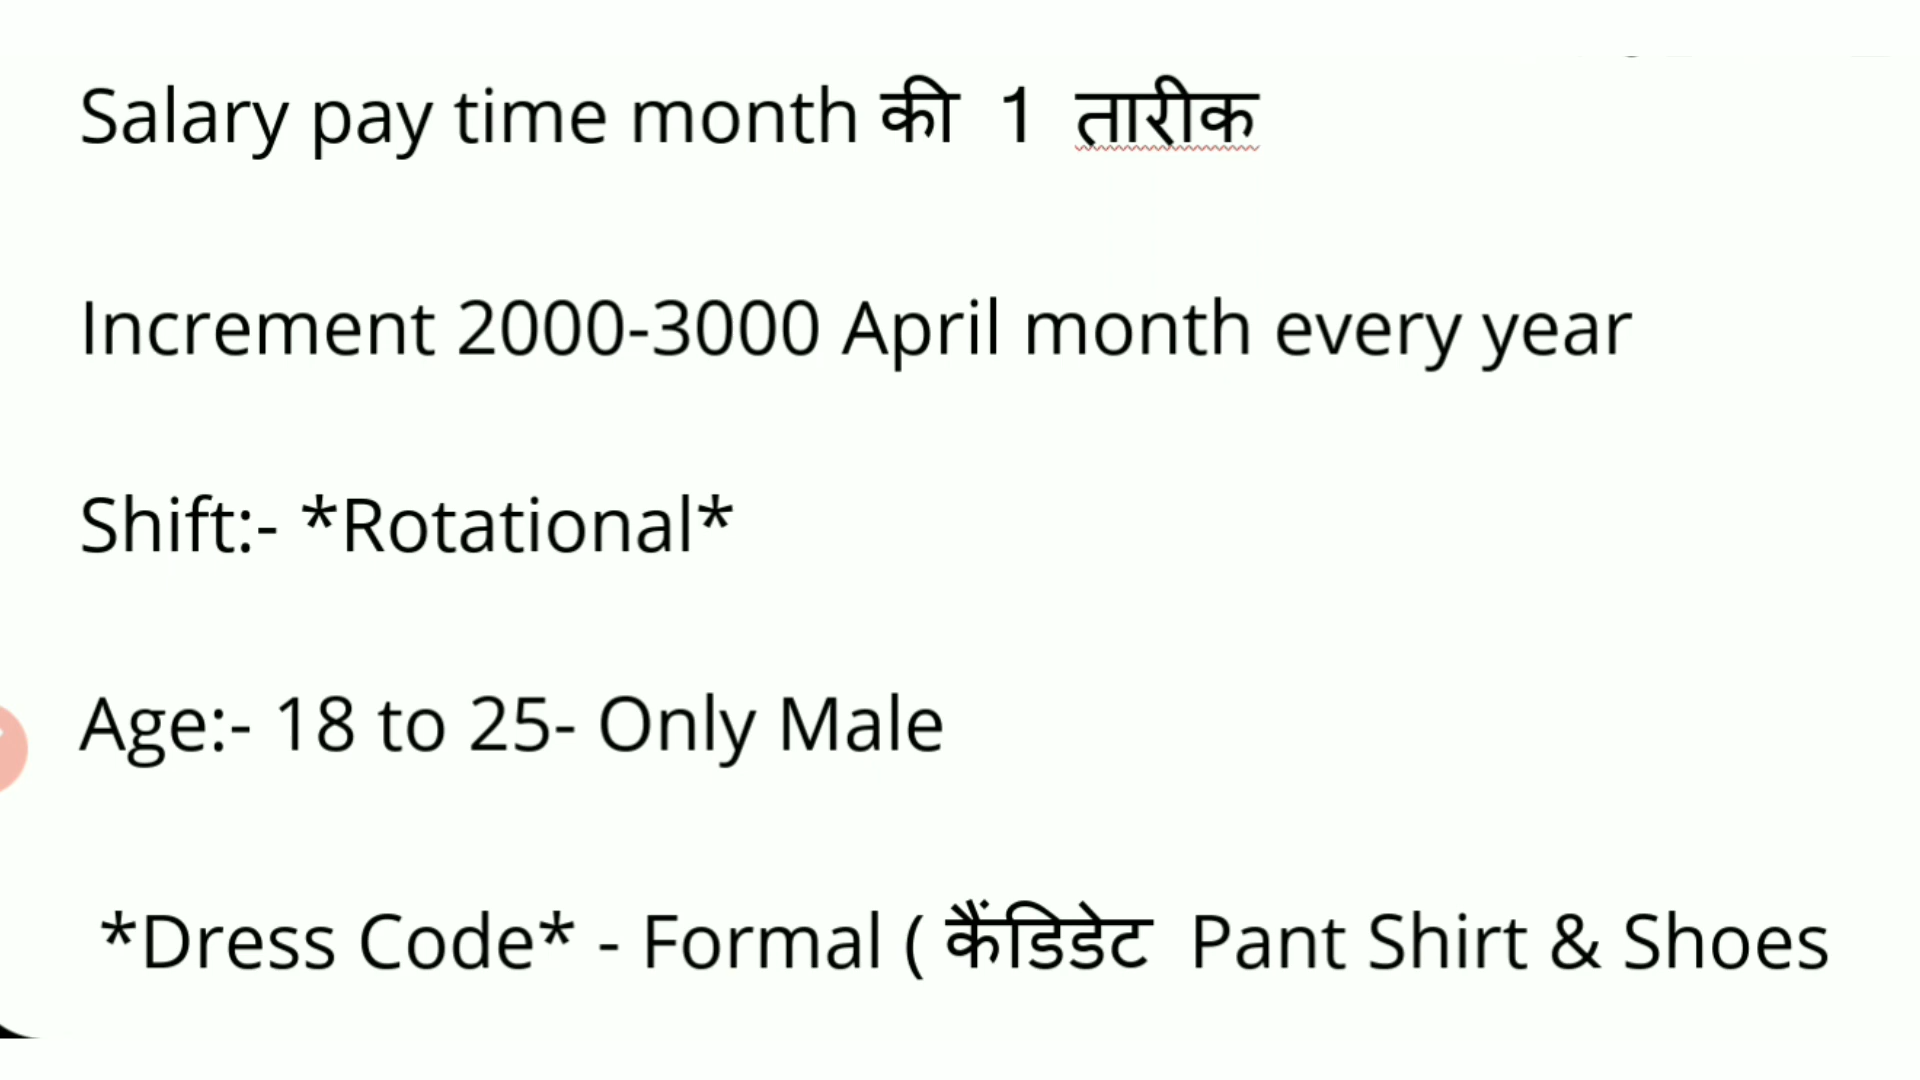 Salary pay time month की 1 तारीक
Increment 2000-3000 April month every year
Shift:- *Rotational*
Age:- 18 to 25- Only Male
*Dress Code* - Formal ( कैंडिडेट Pant Shirt & Shoes